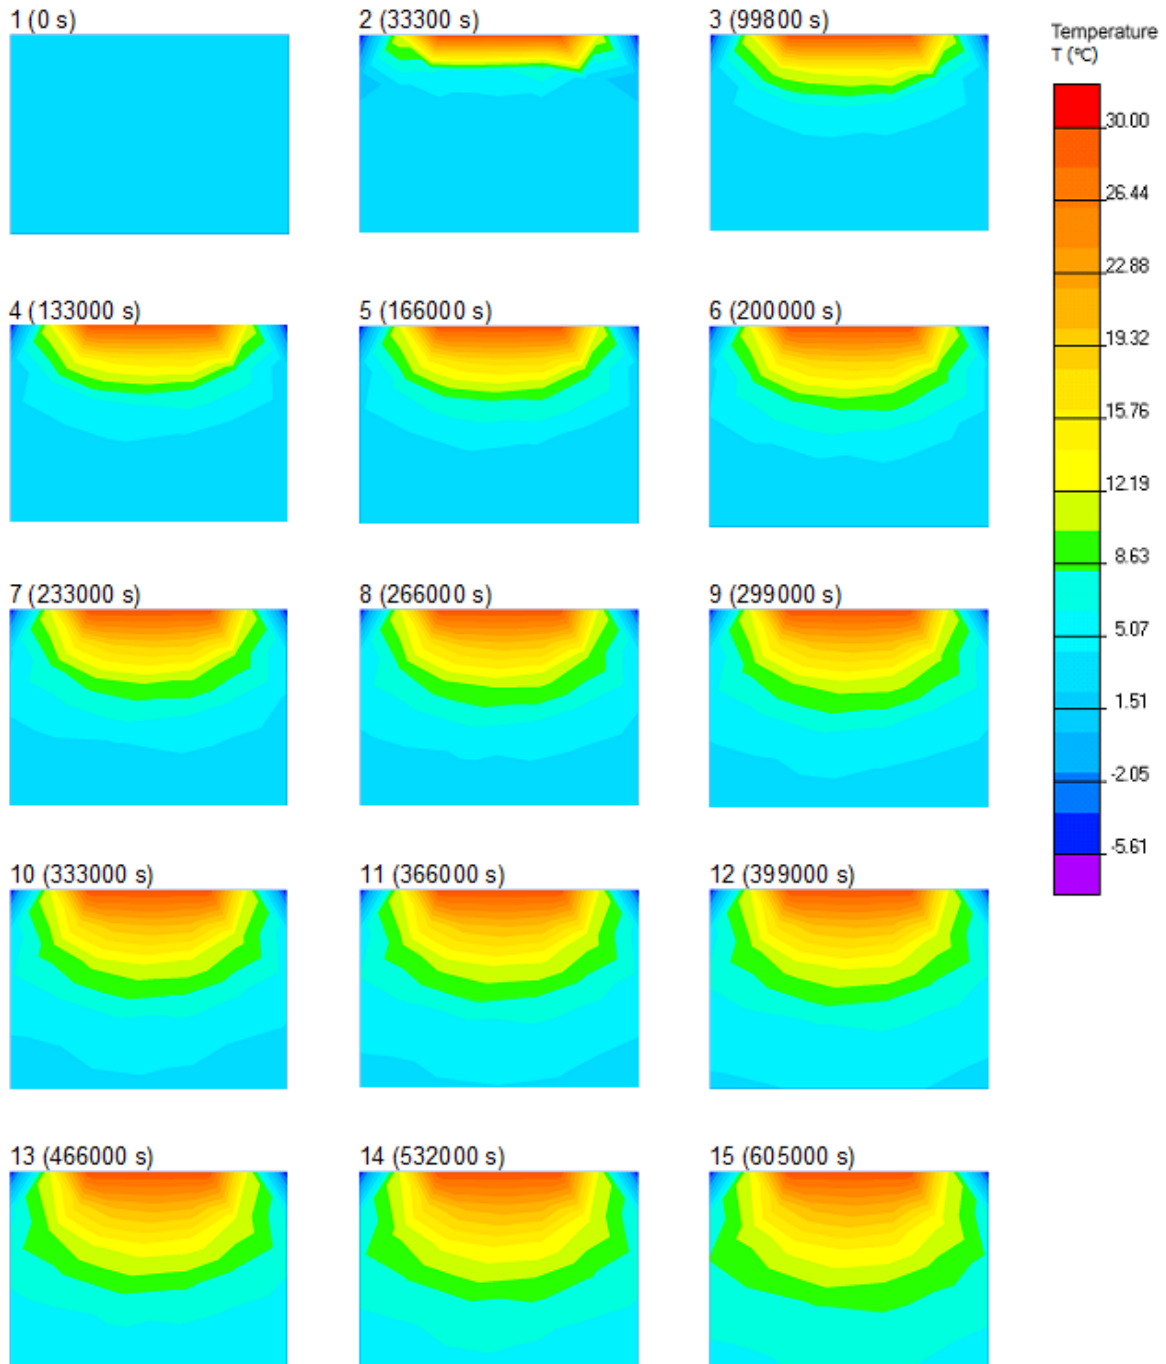 1 (0 s)
2 (33300 s)
3 (99800 s)
Temperature
T (℃)
30.00
26.44
22.88
19.32
15.76
12.19
8.63
5.07
1.51
-2.05
-5.61
4 (133000 s)
5 (166000 s)
6 (200000 s)
7 (233000 s)
8 (266000 s)
9 (299000 s)
10 (333000 s)
11 (366000 s)
12 (399000 s)
13 (466000 s)
14 (532000 s)
15 (605000 s)